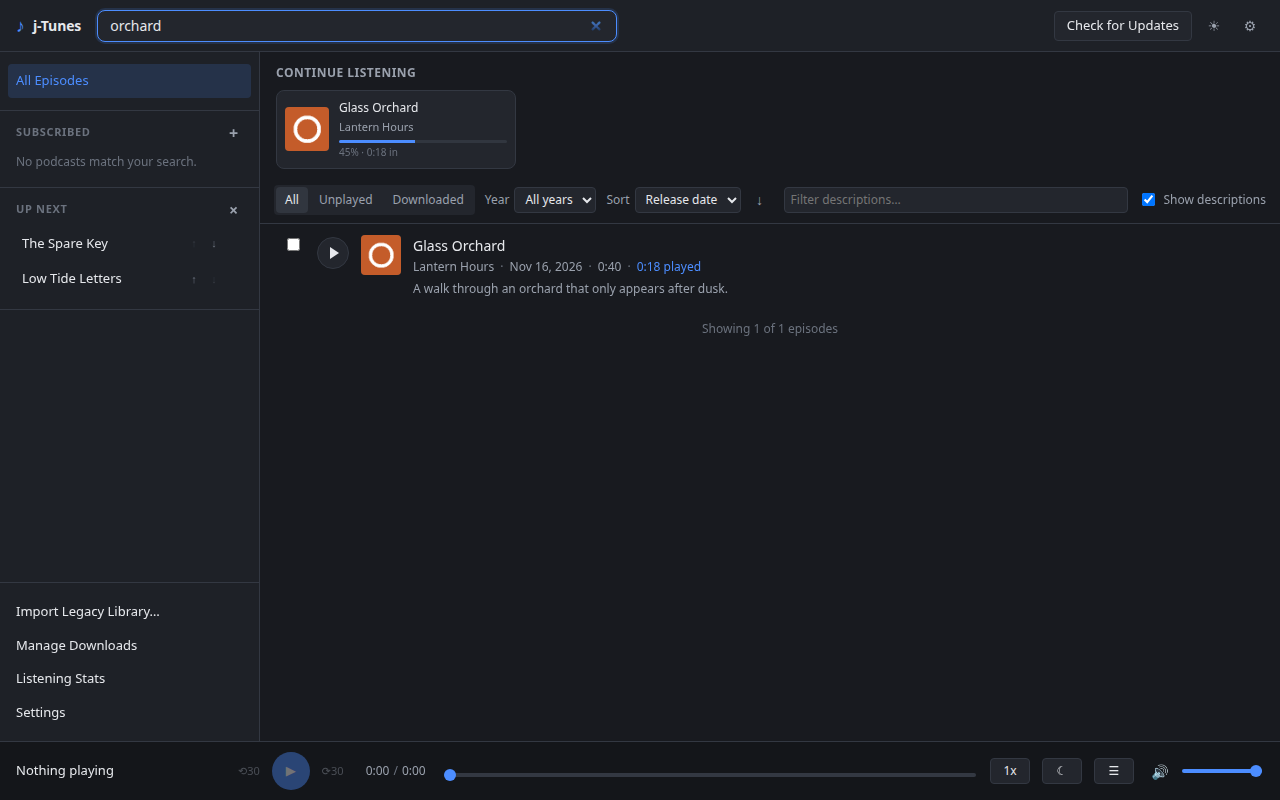 ♪ j-Tunes
orchard
Check for Updates
All Episodes
SUBSCRIBED +
No podcasts match your search.
UP NEXT ×
The Spare Key ↑ ↓
Low Tide Letters ↑ ↓
Import Legacy Library...
Manage Downloads
Listening Stats
Settings
CONTINUE LISTENING
Glass Orchard
Lantern Hours
45% · 0:18 in
All Unplayed Downloaded Year All years Sort Release date ↓ Filter descriptions... Show descriptions
Glass Orchard
Lantern Hours · Nov 16, 2026 · 0:40 · 0:18 played
A walk through an orchard that only appears after dusk.
Showing 1 of 1 episodes
Nothing playing ⟲30 ▶ ⟳30 0:00 / 0:00 1x ☾ ☰